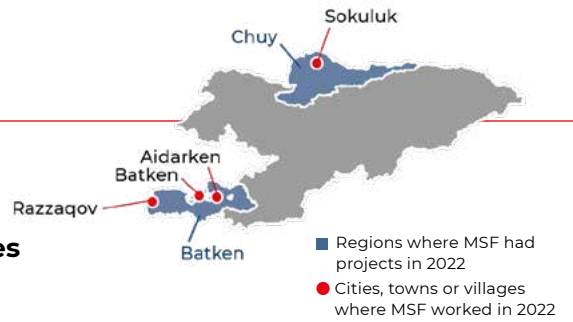 Sokuluk
Chuy
Aidarken
Batken
Razzaqov
Batken
es
Regions where MSF had
projects in 2022
Cities, towns or villages
where MSF worked in 2022